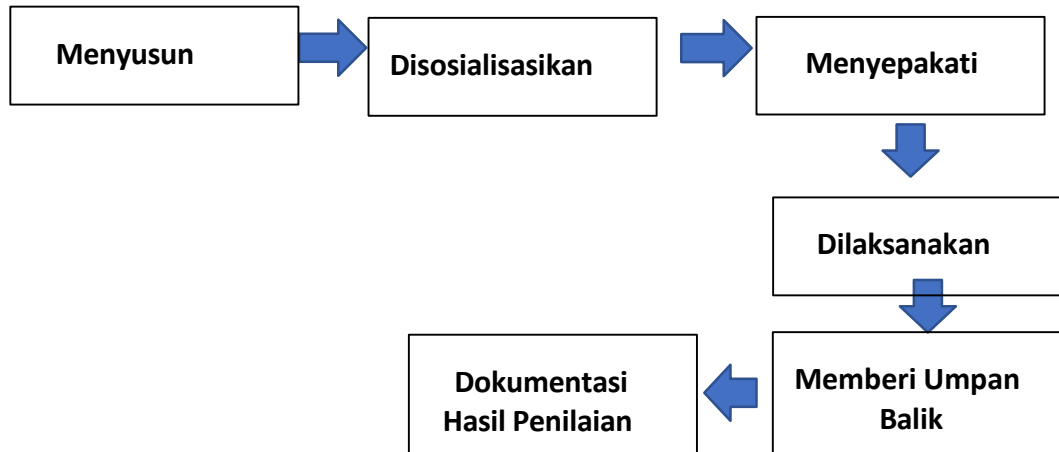 Menyusun
Disosialisasikan
Menyepakati
Dilaksanakan
Memberi Umpan
Balik
Dokumentasi
Hasil Penilaian